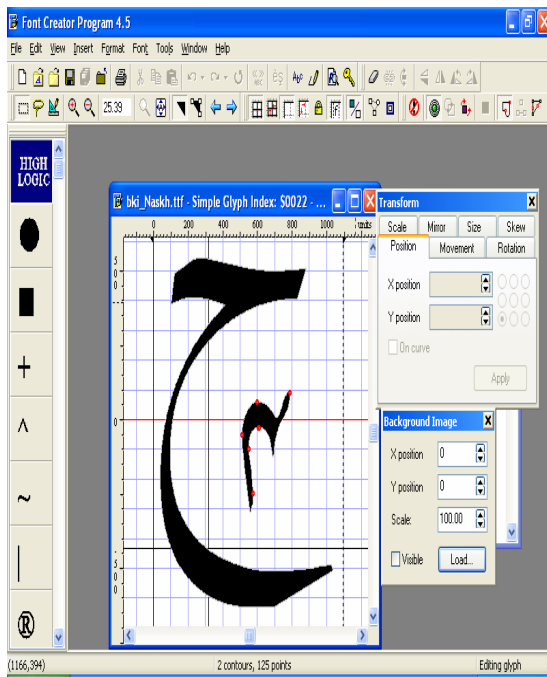 Font Creator Program 4.5
File Edit View Insert Format Font Tools Window Help
25.39
HIGH
LOGIC
+
^
~
|
®
bki_Naskh.ttf - Simple Glyph Index: $0022 - ...
0 200 400 600 800 1000 units
500
0
-500
ح
Transform
Scale Mirror Size Skew
Position Movement Rotation
X position
Y position
On curve
Apply
Background Image
X position 0
Y position 0
Scale: 100.00
Visible Load...
(1166,394) 2 contours, 125 points Editing glyph